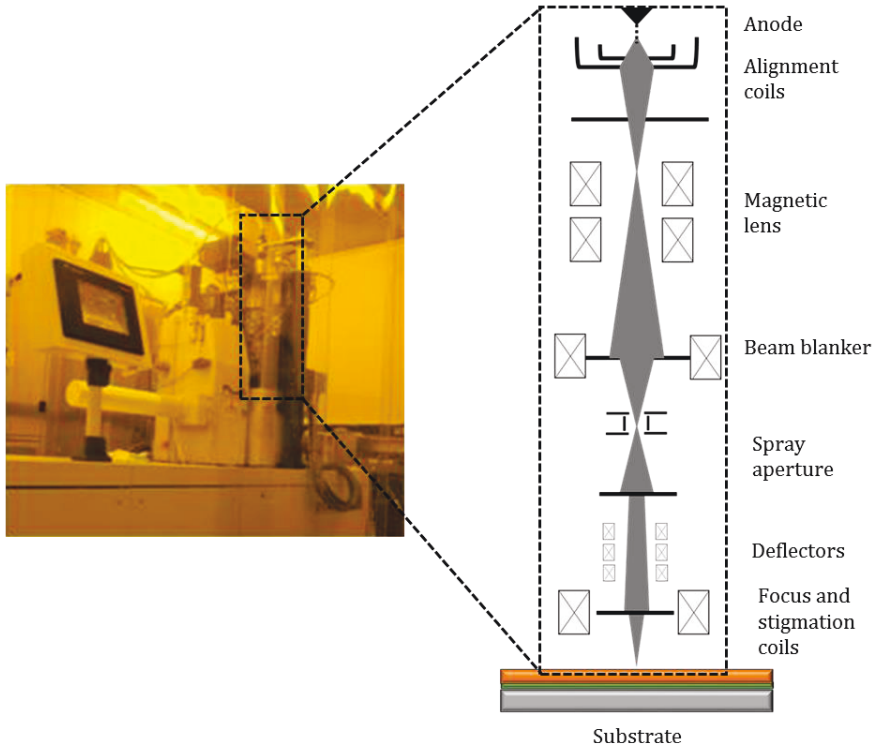 Anode
Alignment
coils
Magnetic
lens
Beam blanker
Spray
aperture
Deflectors
Focus and
stigmation
coils
Substrate